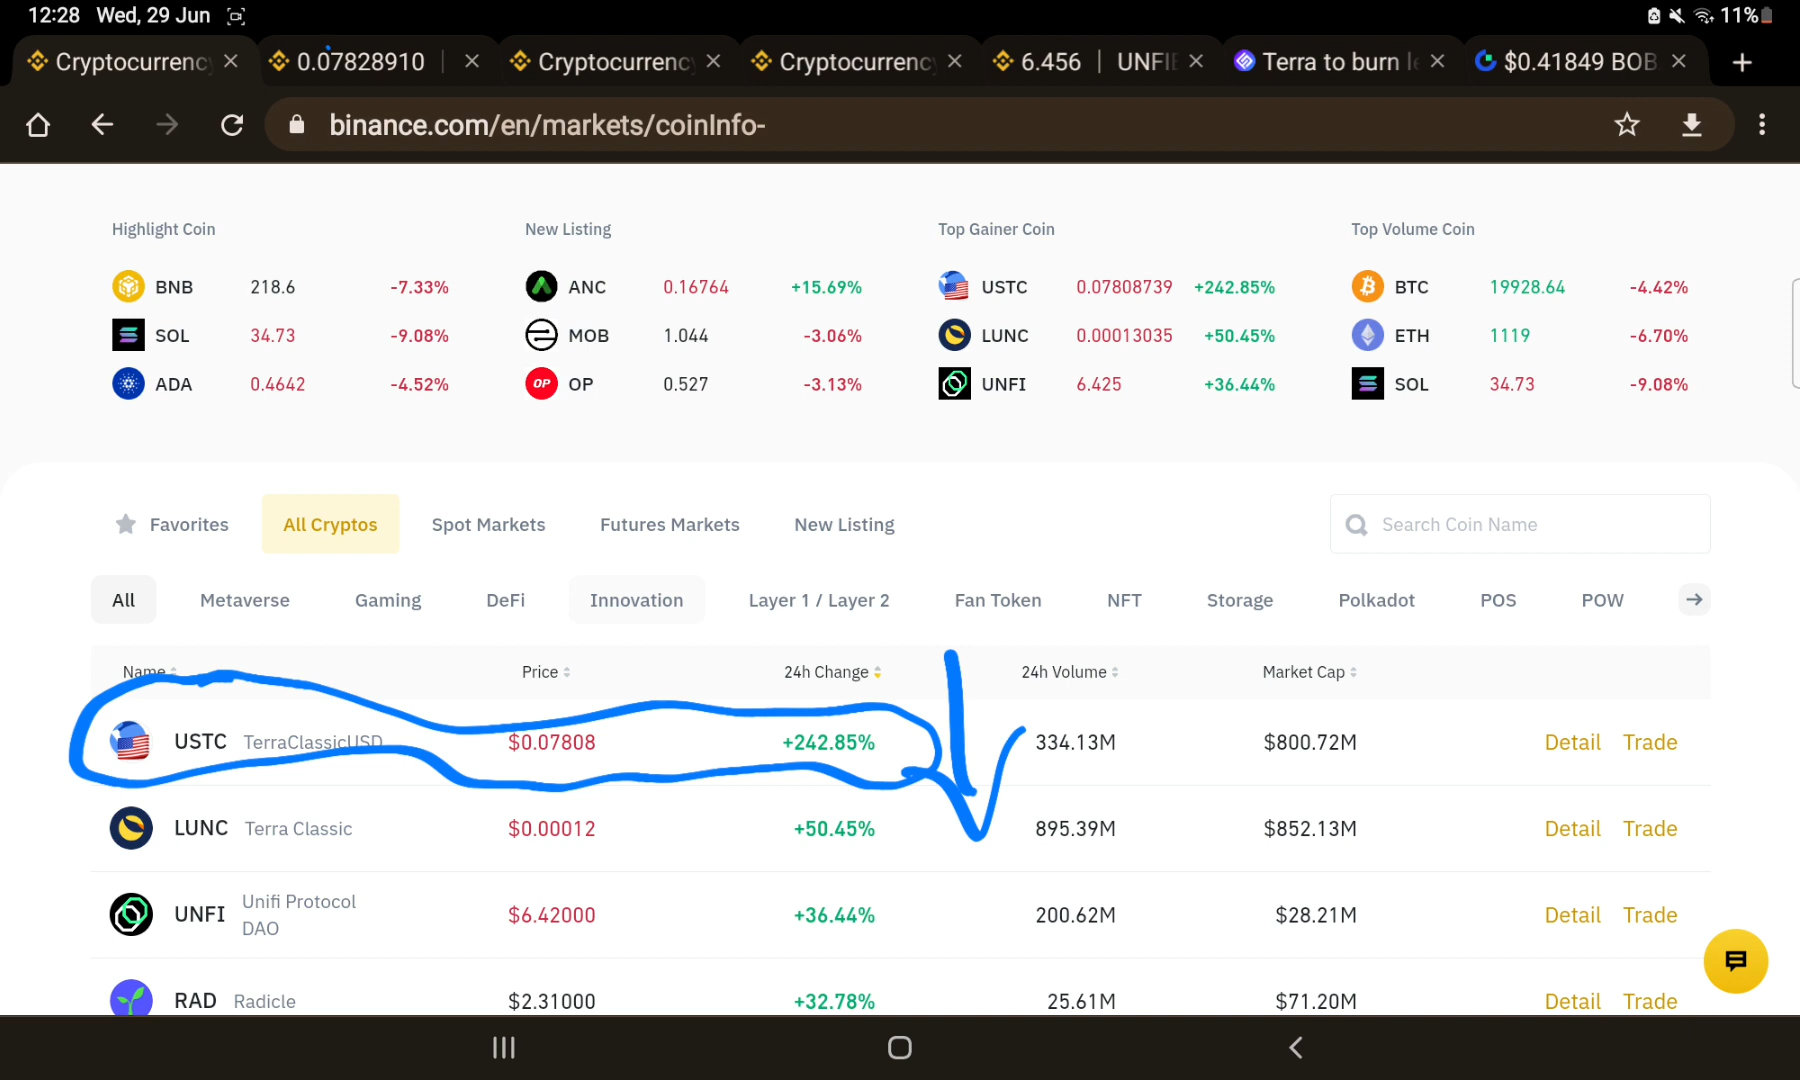 12:28 Wed, 29 Jun
11%
Cryptocurrency
0.07828910
Cryptocurrency
Cryptocurrency
6.456 | UNFI
Terra to burn
$0.41849 BOB
binance.com/en/markets/coinInfo-
Highlight Coin
BNB 218.6 -7.33%
SOL 34.73 -9.08%
ADA 0.4642 -4.52%
New Listing
ANC 0.16764 +15.69%
MOB 1.044 -3.06%
OP OP 0.527 -3.13%
Top Gainer Coin
USTC 0.07808739 +242.85%
LUNC 0.00013035 +50.45%
UNFI 6.425 +36.44%
Top Volume Coin
BTC 19928.64 -4.42%
ETH 1119 -6.70%
SOL 34.73 -9.08%
Favorites All Cryptos Spot Markets Futures Markets New Listing
Search Coin Name
All Metaverse Gaming DeFi Innovation Layer 1 / Layer 2 Fan Token NFT Storage Polkadot POS POW
Name Price 24h Change 24h Volume Market Cap
USTC TerraClassicUSD $0.07808 +242.85% 334.13M $800.72M Detail Trade
LUNC Terra Classic $0.00012 +50.45% 895.39M $852.13M Detail Trade
UNFI Unifi Protocol DAO $6.42000 +36.44% 200.62M $28.21M Detail Trade
RAD Radicle $2.31000 +32.78% 25.61M $71.20M Detail Trade